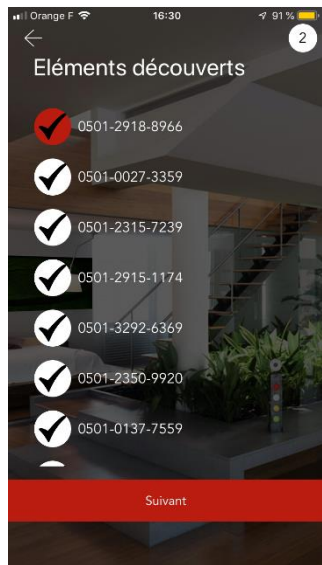 Orange F 16:30 91 %
2
Eléments découverts
0501-2918-8966
0501-0027-3359
0501-2315-7239
0501-2915-1174
0501-3292-6369
0501-2350-9920
0501-0137-7559
Suivant